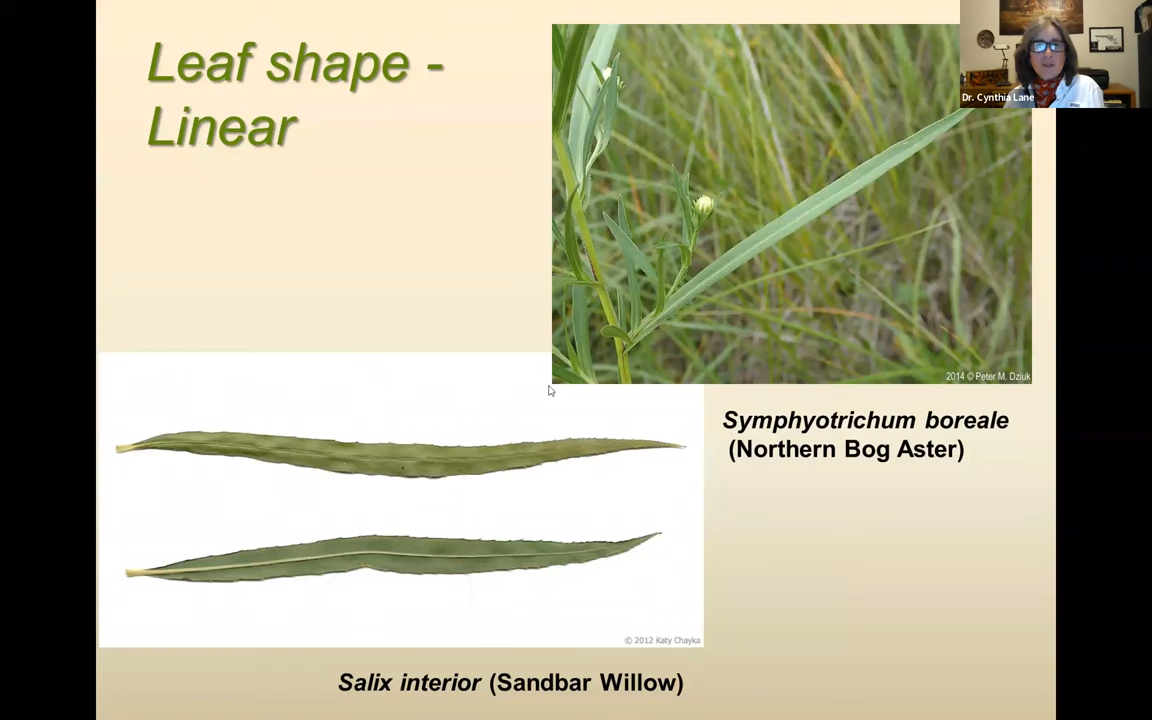 Leaf shape -
Linear
Dr. Cynthia Lane
2014 © Peter M. Dziuk
Symphyotrichum boreale
(Northern Bog Aster)
© 2012 Katy Chayka
Salix interior (Sandbar Willow)